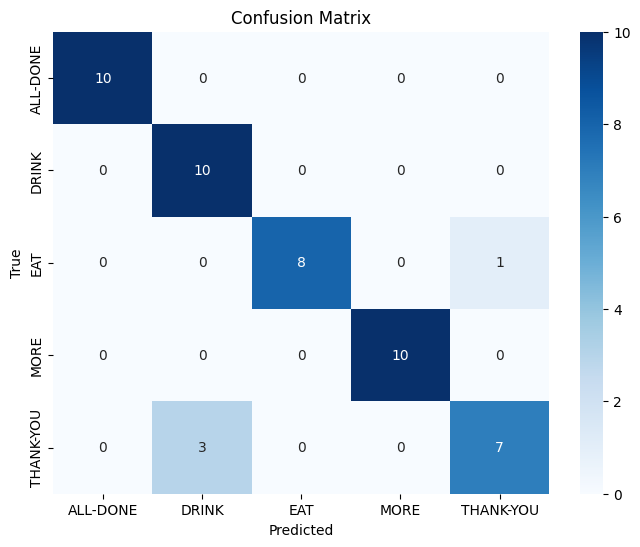 Confusion Matrix
ALL-DONE 10 0 0 0 0
DRINK 0 10 0 0 0
EAT 0 0 8 0 1
MORE 0 0 0 10 0
THANK-YOU 0 3 0 0 7
True
ALL-DONE DRINK EAT MORE THANK-YOU
Predicted
10
8
6
4
2
0